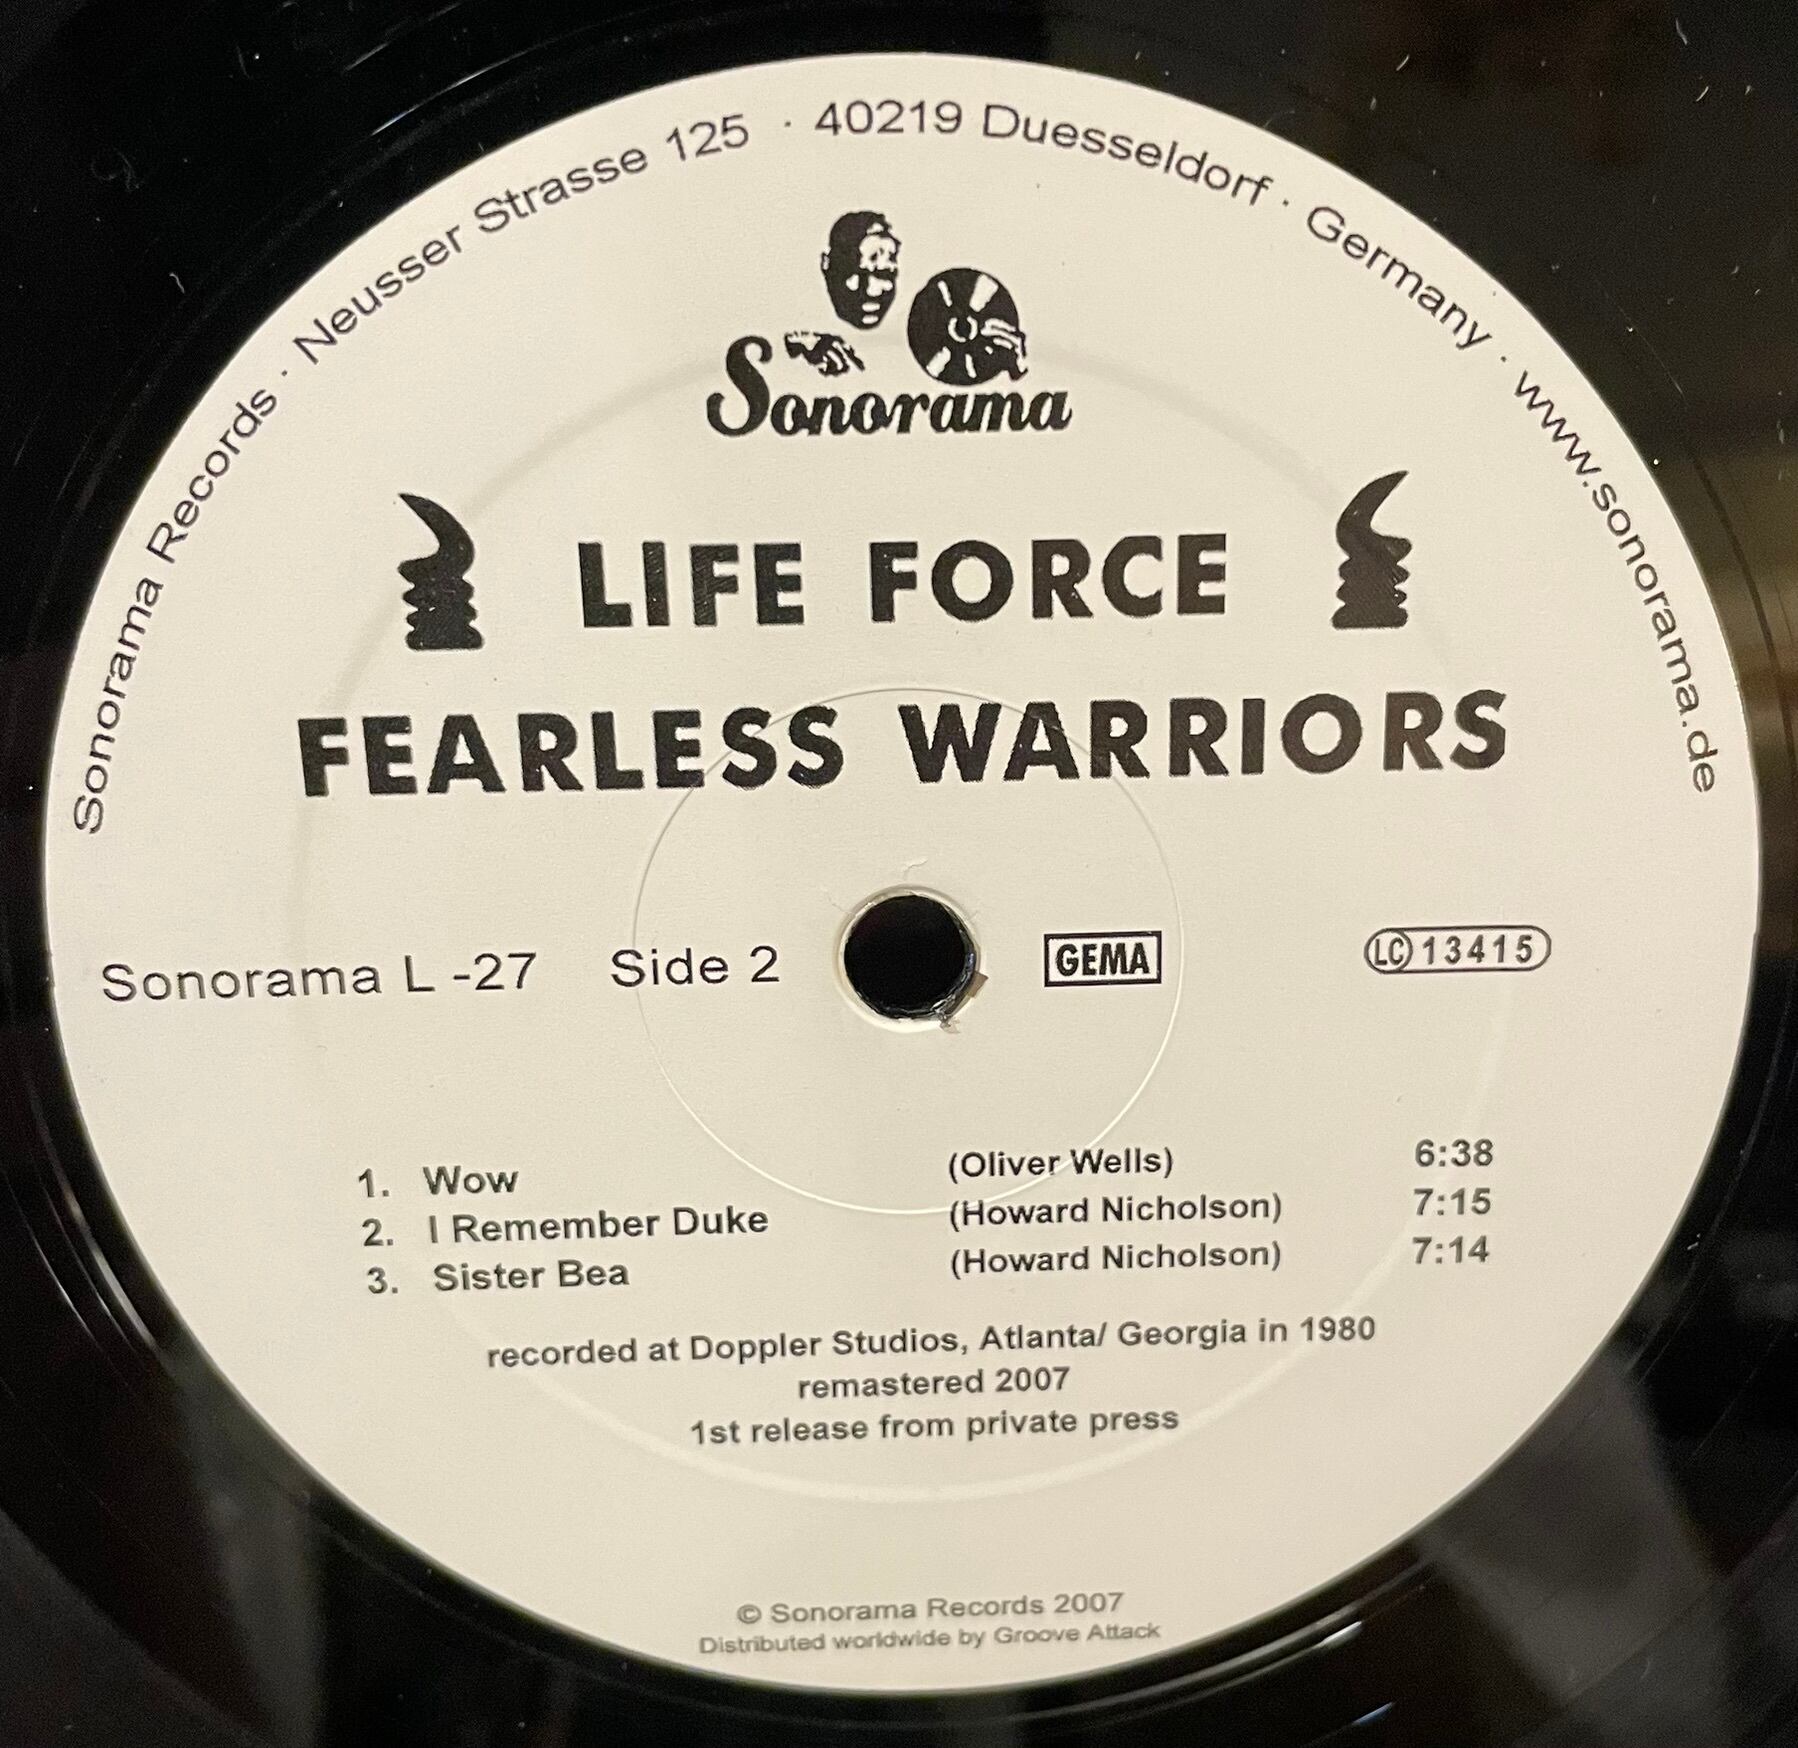 Sonorama Records · Neusser Strasse 125 · 40219 Duesseldorf · Germany · www.sonorama.de
Sonorama
LIFE FORCE
FEARLESS WARRIORS
Sonorama L -27 Side 2 GEMA LC 13415
1. Wow (Oliver Wells) 6:38
2. I Remember Duke (Howard Nicholson) 7:15
3. Sister Bea (Howard Nicholson) 7:14
recorded at Doppler Studios, Atlanta/ Georgia in 1980
remastered 2007
1st release from private press
© Sonorama Records 2007
Distributed worldwide by Groove Attack